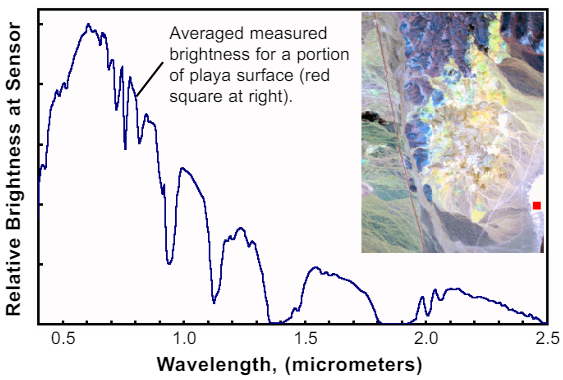 Averaged measured
brightness for a portion
of playa surface (red
square at right).
Relative Brightness at Sensor
0.5 1.0 1.5 2.0 2.5
Wavelength, (micrometers)